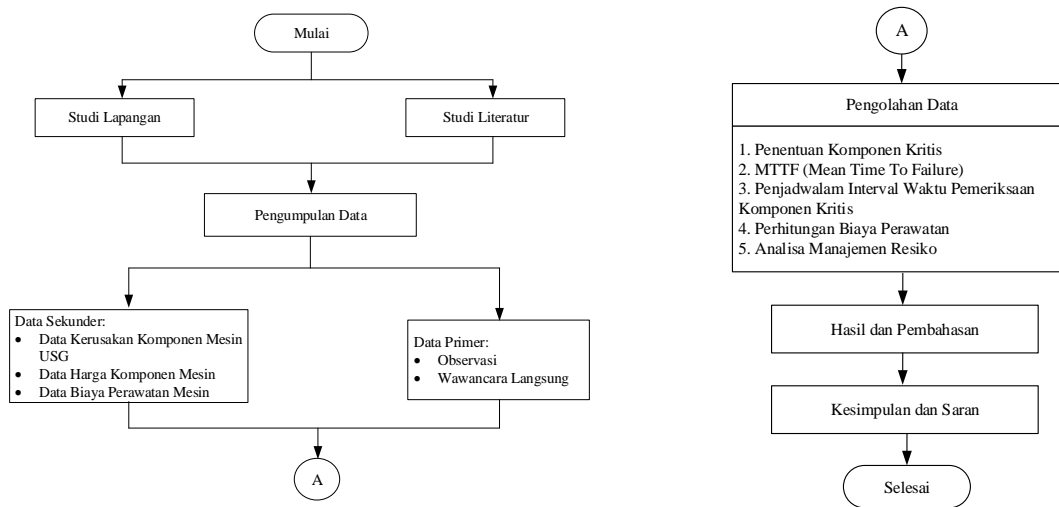 Mulai
Studi Lapangan
Studi Literatur
Pengumpulan Data
Data Sekunder:
• Data Kerusakan Komponen Mesin
USG
• Data Harga Komponen Mesin
• Data Biaya Perawatan Mesin
Data Primer:
• Observasi
• Wawancara Langsung
A
A
Pengolahan Data
1. Penentuan Komponen Kritis
2. MTTF (Mean Time To Failure)
3. Penjadwalam Interval Waktu Pemeriksaan
Komponen Kritis
4. Perhitungan Biaya Perawatan
5. Analisa Manajemen Resiko
Hasil dan Pembahasan
Kesimpulan dan Saran
Selesai